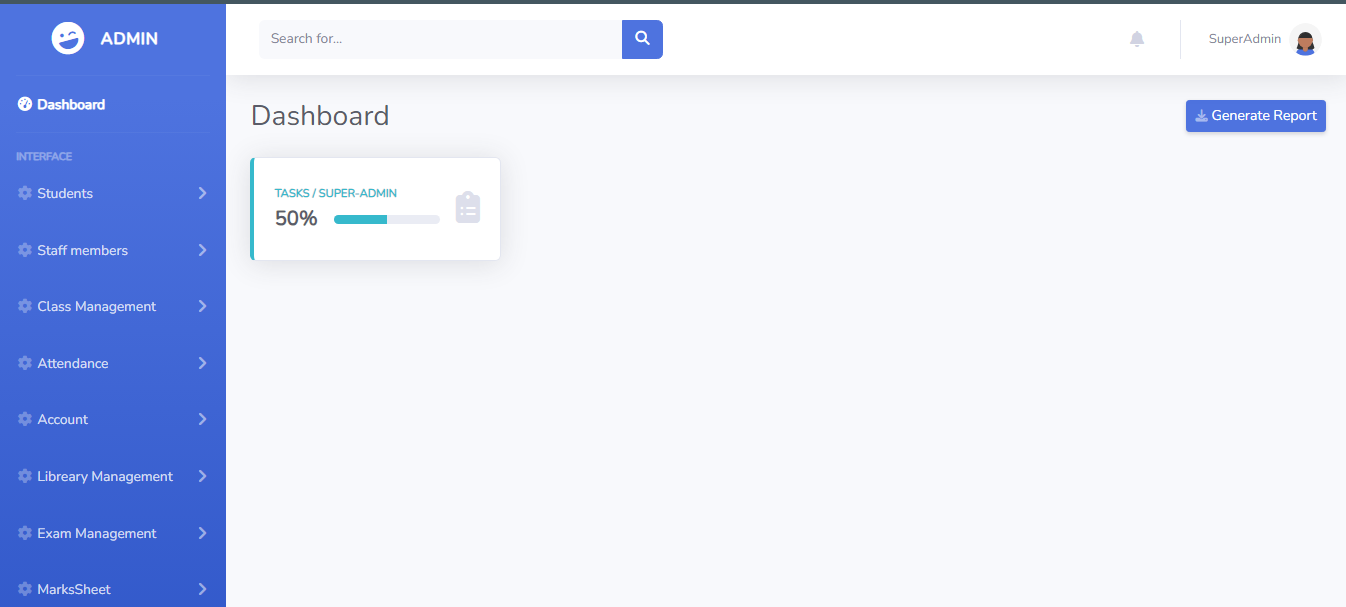 ADMIN
Search for...
SuperAdmin
Dashboard
Dashboard
Generate Report
INTERFACE
Students
Staff members
Class Management
Attendance
Account
Libreary Management
Exam Management
MarksSheet
TASKS / SUPER-ADMIN
50%